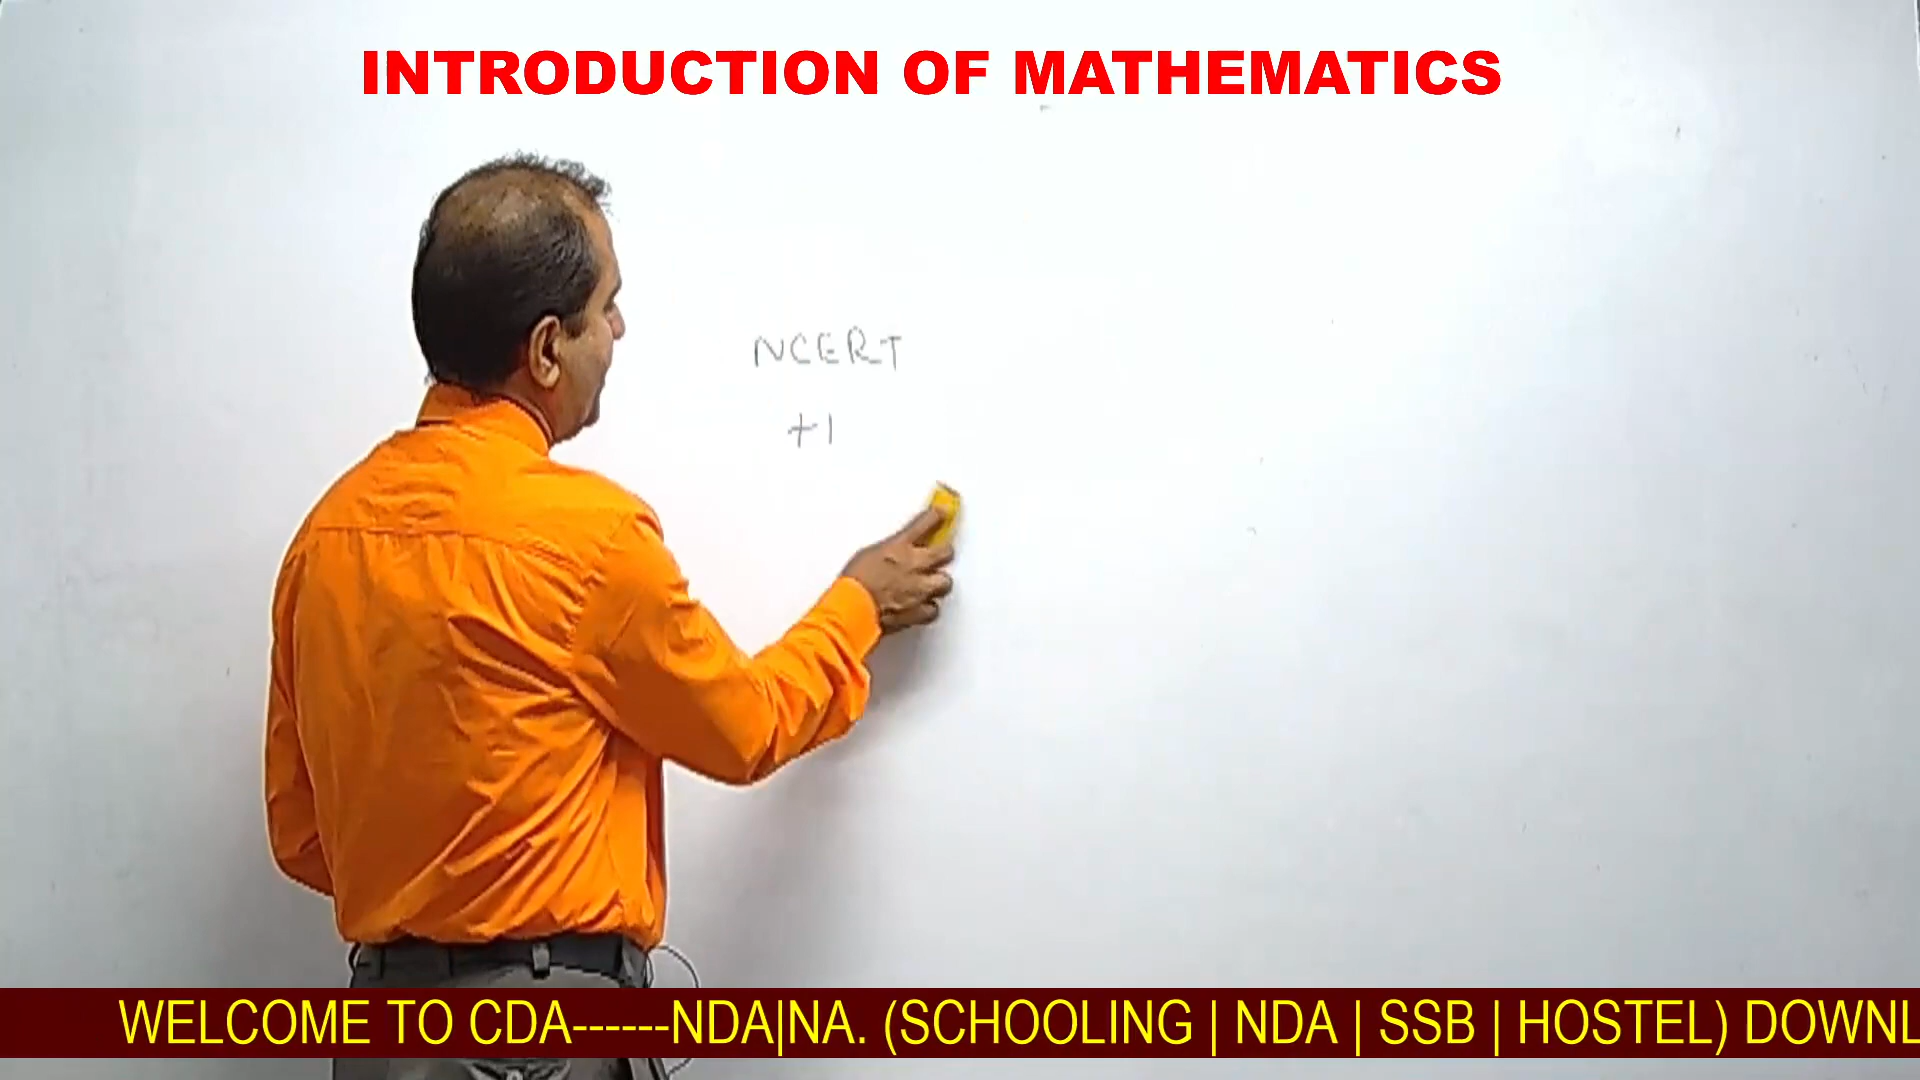 INTRODUCTION OF MATHEMATICS
NCERT
+1
WELCOME TO CDA------NDA|NA. (SCHOOLING | NDA | SSB | HOSTEL) DOWNL